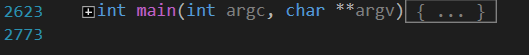 2623 int main(int argc, char **argv){ ... }
2773